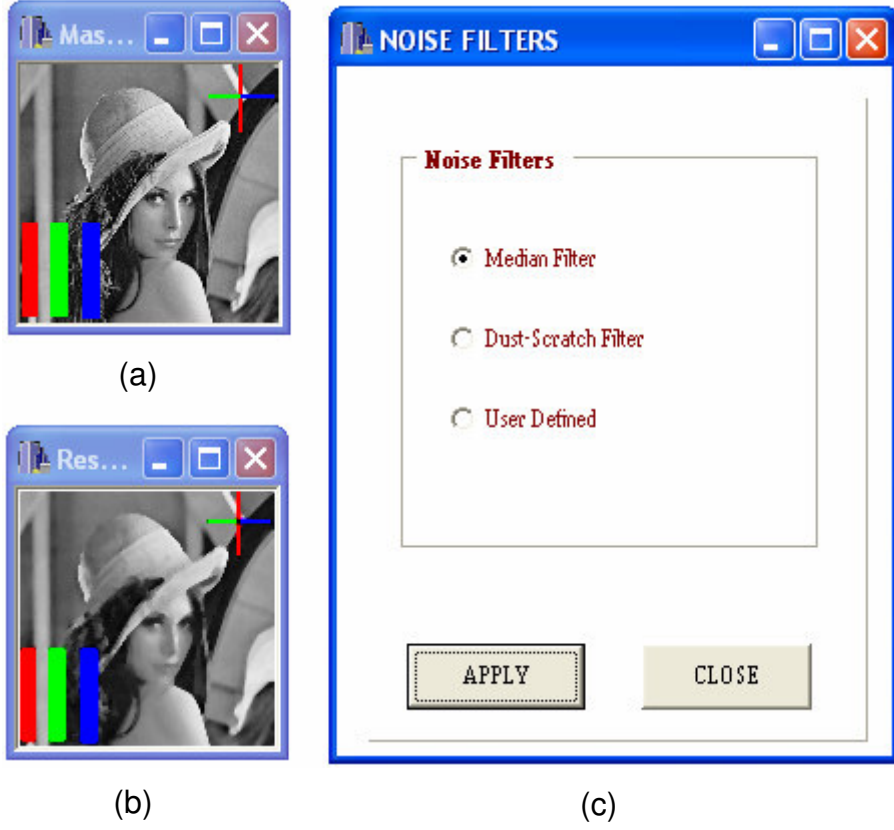 Mas...
NOISE FILTERS
Noise Filters
Median Filter
Dust-Scratch Filter
User Defined
APPLY
CLOSE
(a)
Res...
(b)
(c)